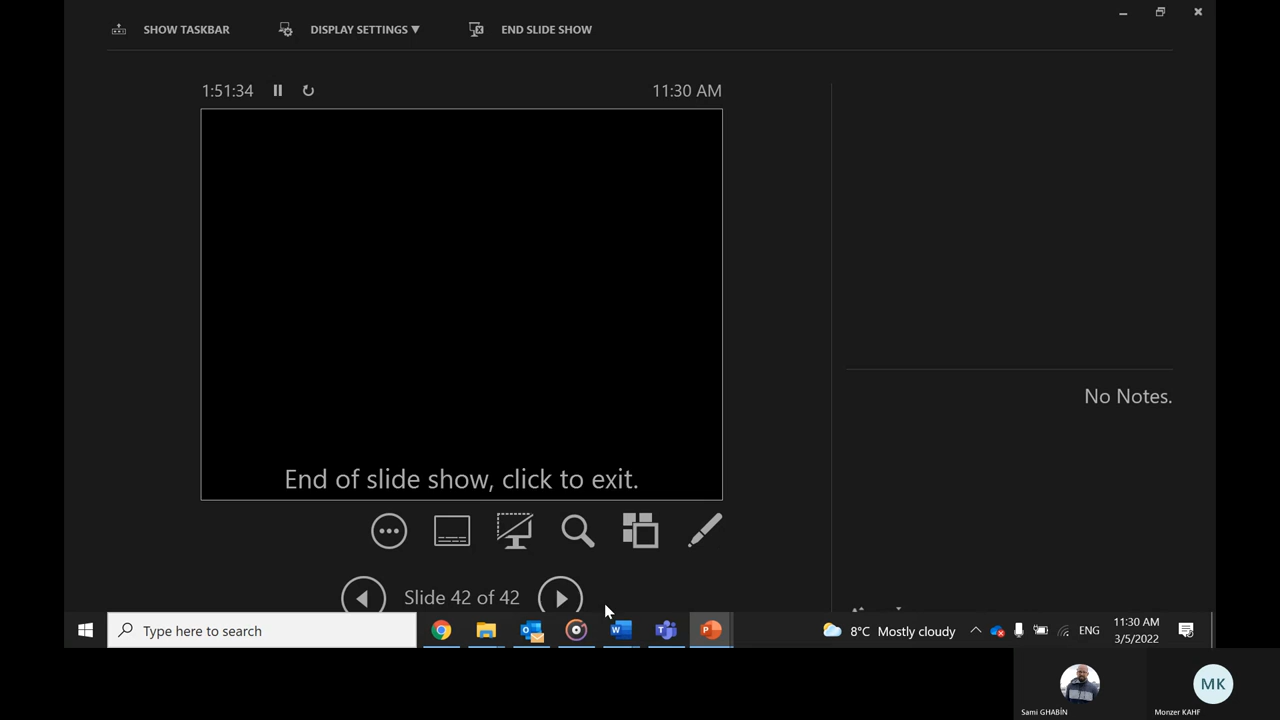 SHOW TASKBAR
DISPLAY SETTINGS ▼
END SLIDE SHOW
1:51:34
11:30 AM
End of slide show, click to exit.
No Notes.
Slide 42 of 42
Type here to search
8°C Mostly cloudy
ENG
11:30 AM
3/5/2022
MK
Sami GHABİN
Monzer KAHF